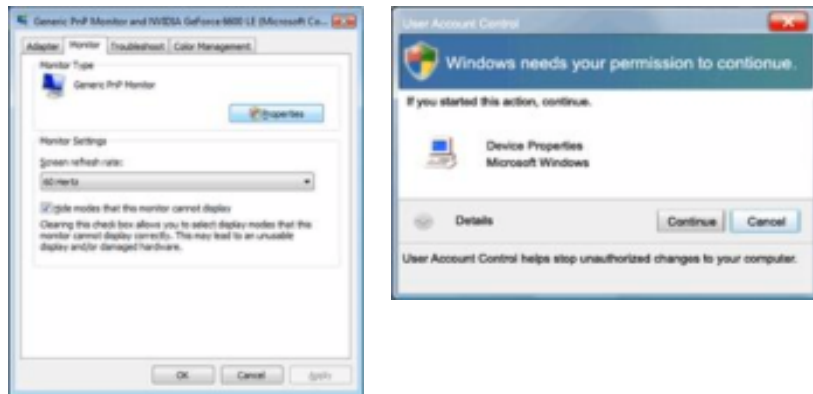 Generic PnP Monitor and NVIDIA GeForce 6600 LE (Microsoft Co...
Adapter Monitor Troubleshoot Color Management
Monitor Type
Generic PnP Monitor
Properties
Monitor Settings
Screen refresh rate:
60 Hertz
Hide modes that this monitor cannot display
Clearing this check box allows you to select display modes that this
monitor cannot display correctly. This may lead to an unusable
display and/or damaged hardware.
OK Cancel Apply
User Account Control
Windows needs your permission to contionue.
If you started this action, continue.
Device Properties
Microsoft Windows
Details Continue Cancel
User Account Control helps stop unauthorized changes to your computer.